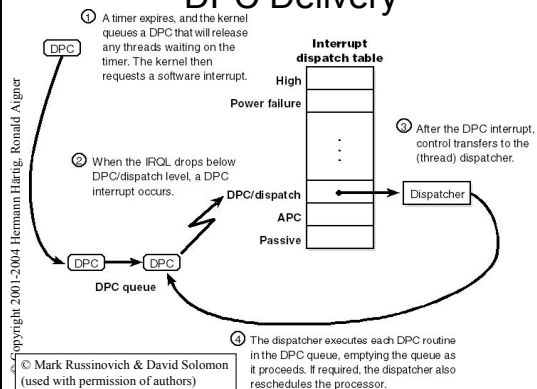 DPC Delivery
① A timer expires, and the kernel
queues a DPC that will release
any threads waiting on the
timer. The kernel then
requests a software interrupt.
DPC
Interrupt
dispatch table
High
Power failure
③ After the DPC interrupt,
control transfers to the
(thread) dispatcher.
② When the IRQL drops below
DPC/dispatch level, a DPC
interrupt occurs.
DPC/dispatch
Dispatcher
APC
Passive
DPC
DPC
DPC queue
④ The dispatcher executes each DPC routine
in the DPC queue, emptying the queue as
it proceeds. If required, the dispatcher also
reschedules the processor.
© Copyright 2001-2004 Hermann Härtig, Ronald Aigner
© Mark Russinovich & David Solomon
(used with permission of authors)